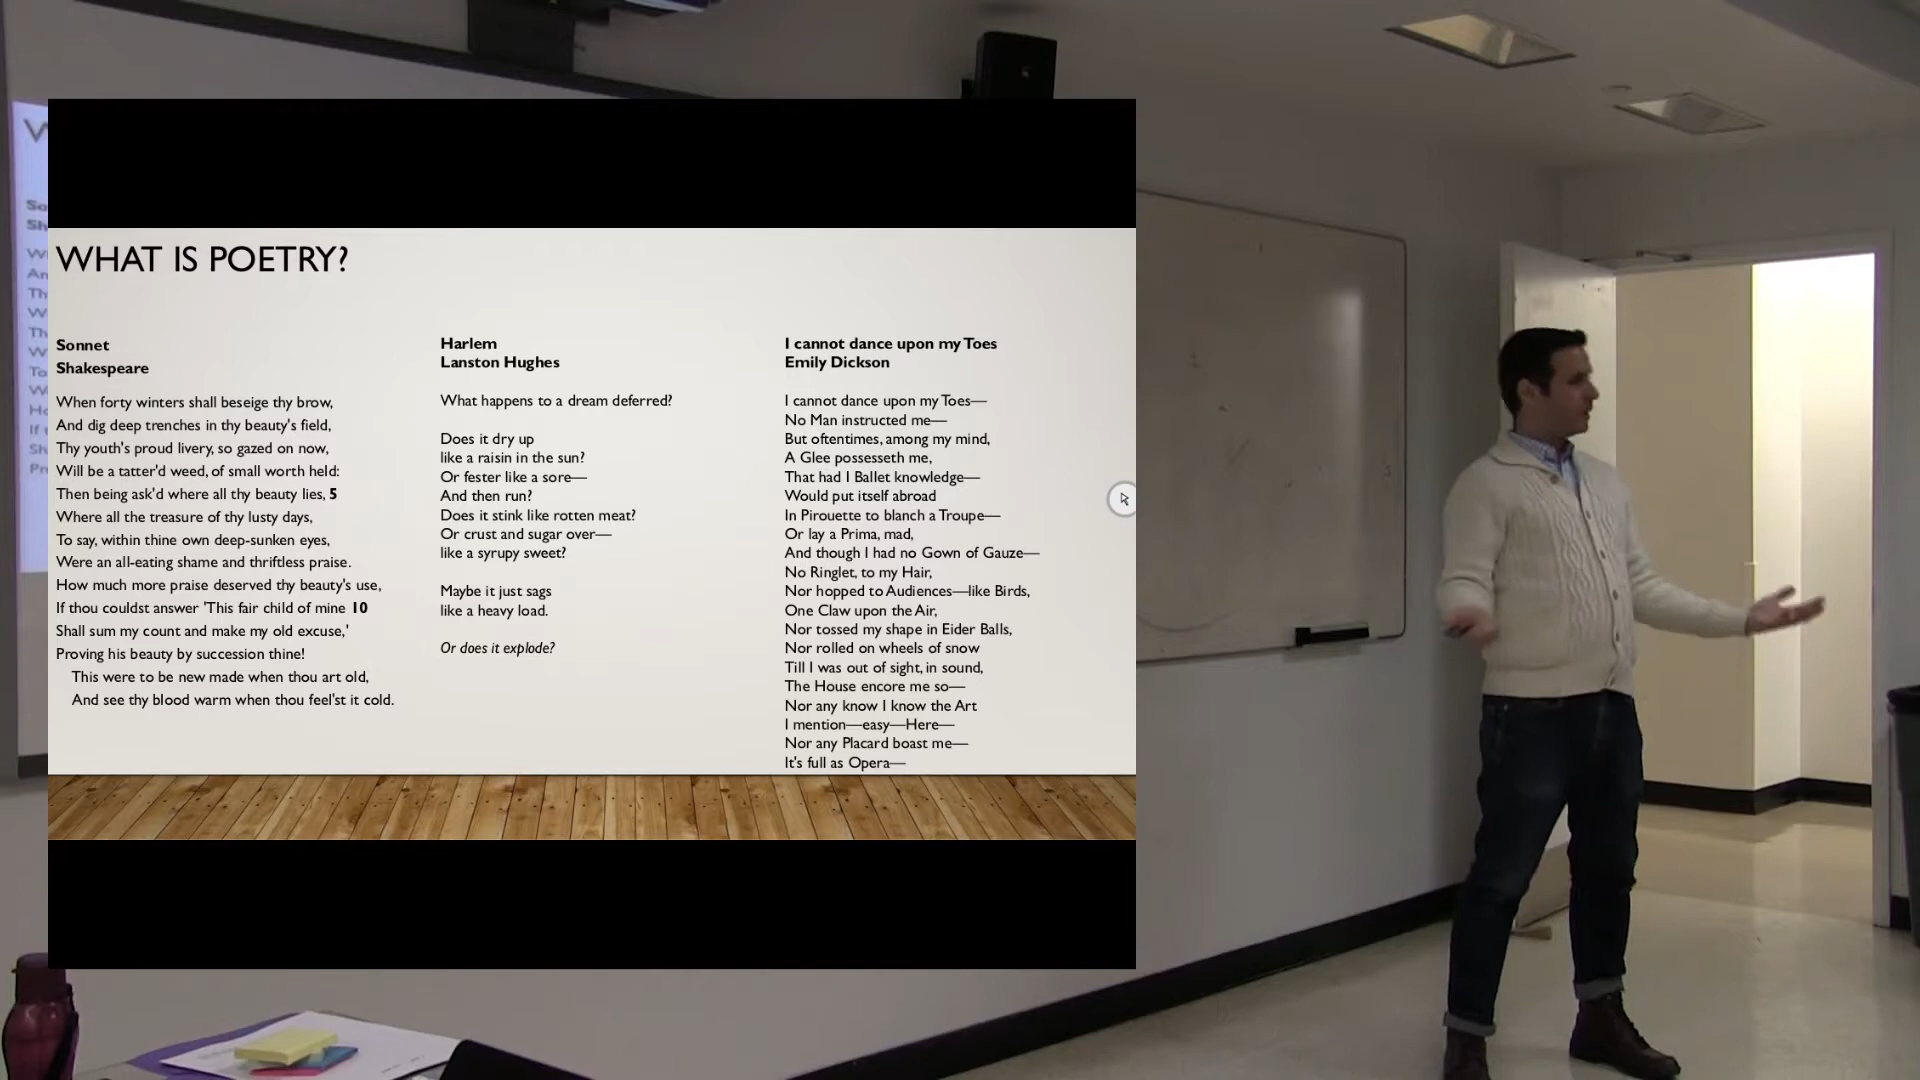 WHAT IS POETRY?
Sonnet
Shakespeare
When forty winters shall beseige thy brow,
And dig deep trenches in thy beauty's field,
Thy youth's proud livery, so gazed on now,
Will be a tatter'd weed, of small worth held:
Then being ask'd where all thy beauty lies, 5
Where all the treasure of thy lusty days,
To say, within thine own deep-sunken eyes,
Were an all-eating shame and thriftless praise.
How much more praise deserved thy beauty's use,
If thou couldst answer 'This fair child of mine 10
Shall sum my count and make my old excuse,'
Proving his beauty by succession thine!
This were to be new made when thou art old,
And see thy blood warm when thou feel'st it cold.
Harlem
Lanston Hughes
What happens to a dream deferred?
Does it dry up
like a raisin in the sun?
Or fester like a sore—
And then run?
Does it stink like rotten meat?
Or crust and sugar over—
like a syrupy sweet?
Maybe it just sags
like a heavy load.
Or does it explode?
I cannot dance upon my Toes
Emily Dickson
I cannot dance upon my Toes—
No Man instructed me—
But oftentimes, among my mind,
A Glee possesseth me,
That had I Ballet knowledge—
Would put itself abroad
In Pirouette to blanch a Troupe—
Or lay a Prima, mad,
And though I had no Gown of Gauze—
No Ringlet, to my Hair,
Nor hopped to Audiences—like Birds,
One Claw upon the Air,
Nor tossed my shape in Eider Balls,
Nor rolled on wheels of snow
Till I was out of sight, in sound,
The House encore me so—
Nor any know I know the Art
I mention—easy—Here—
Nor any Placard boast me—
It's full as Opera—